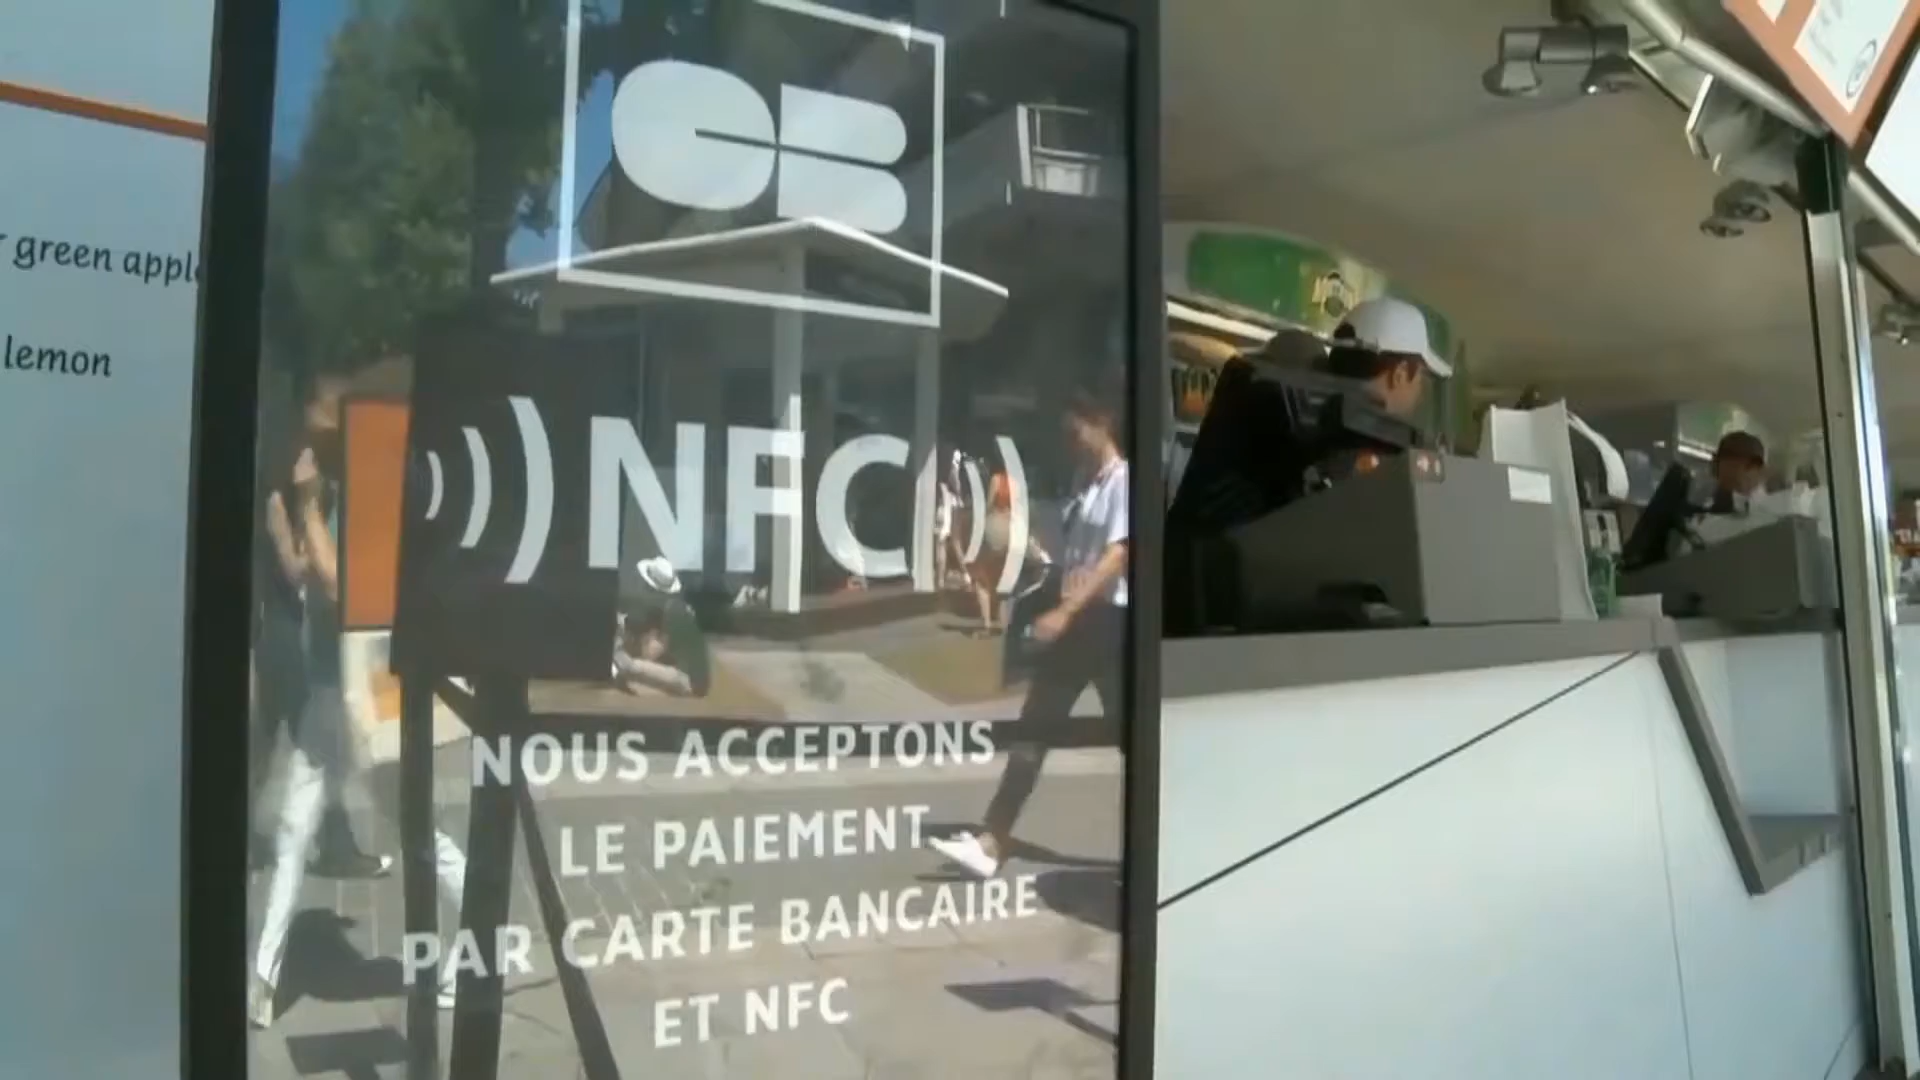 green apple
lemon
CB
NFC
NOUS ACCEPTONS
LE PAIEMENT
PAR CARTE BANCAIRE
ET NFC